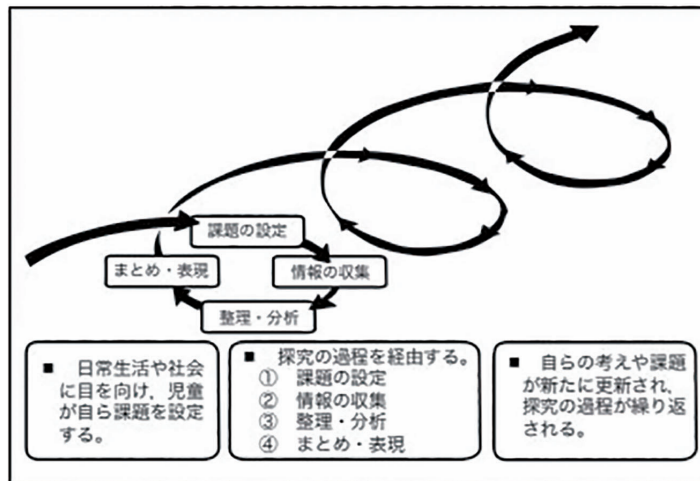 課題の設定
まとめ・表現
情報の収集
整理・分析
■ 日常生活や社会
に目を向け，児童
が自ら課題を設定
する。
■ 探究の過程を経由する。
① 課題の設定
② 情報の収集
③ 整理・分析
④ まとめ・表現
■ 自らの考えや課題
が新たに更新され，
探究の過程が繰り返
される。